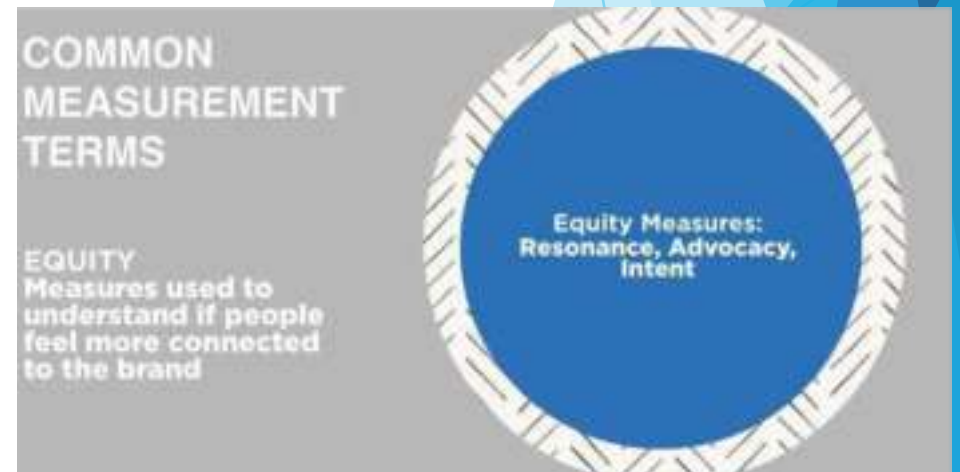 COMMON
MEASUREMENT
TERMS
EQUITY
Measures used to
understand if people
feel more connected
to the brand
Equity Measures:
Resonance, Advocacy,
Intent